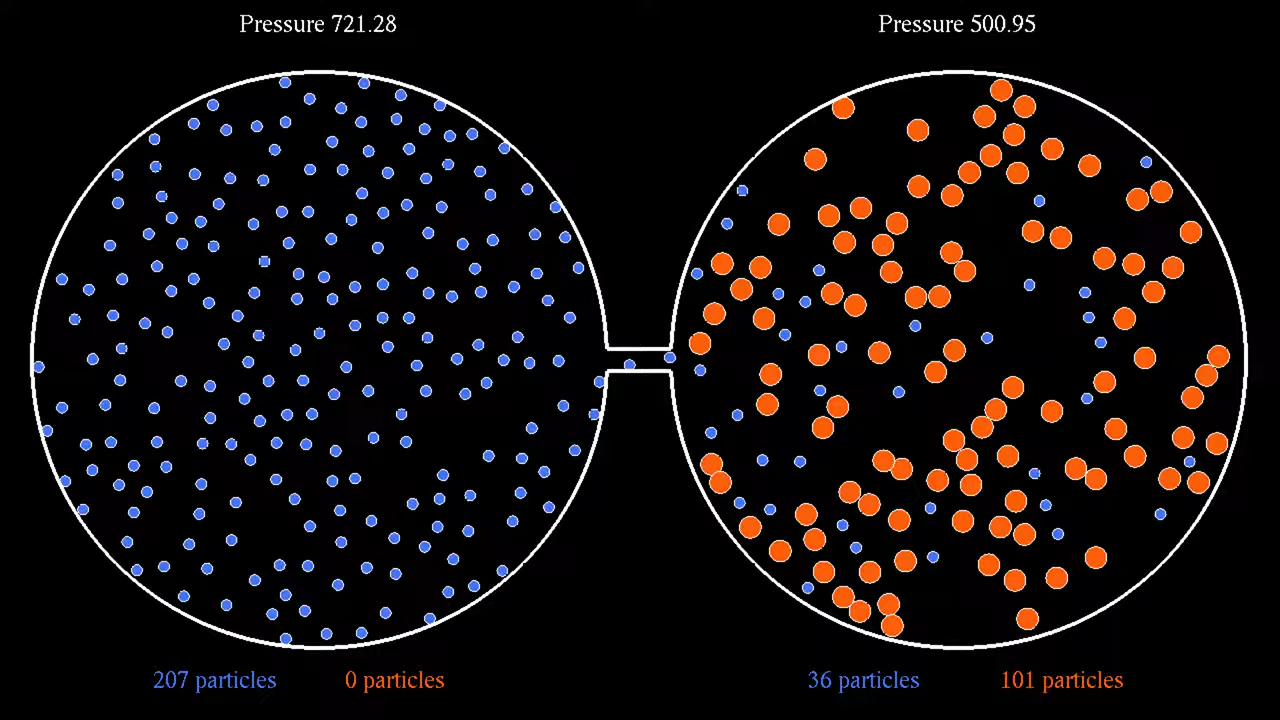 Pressure 721.28
Pressure 500.95
207 particles
0 particles
36 particles
101 particles